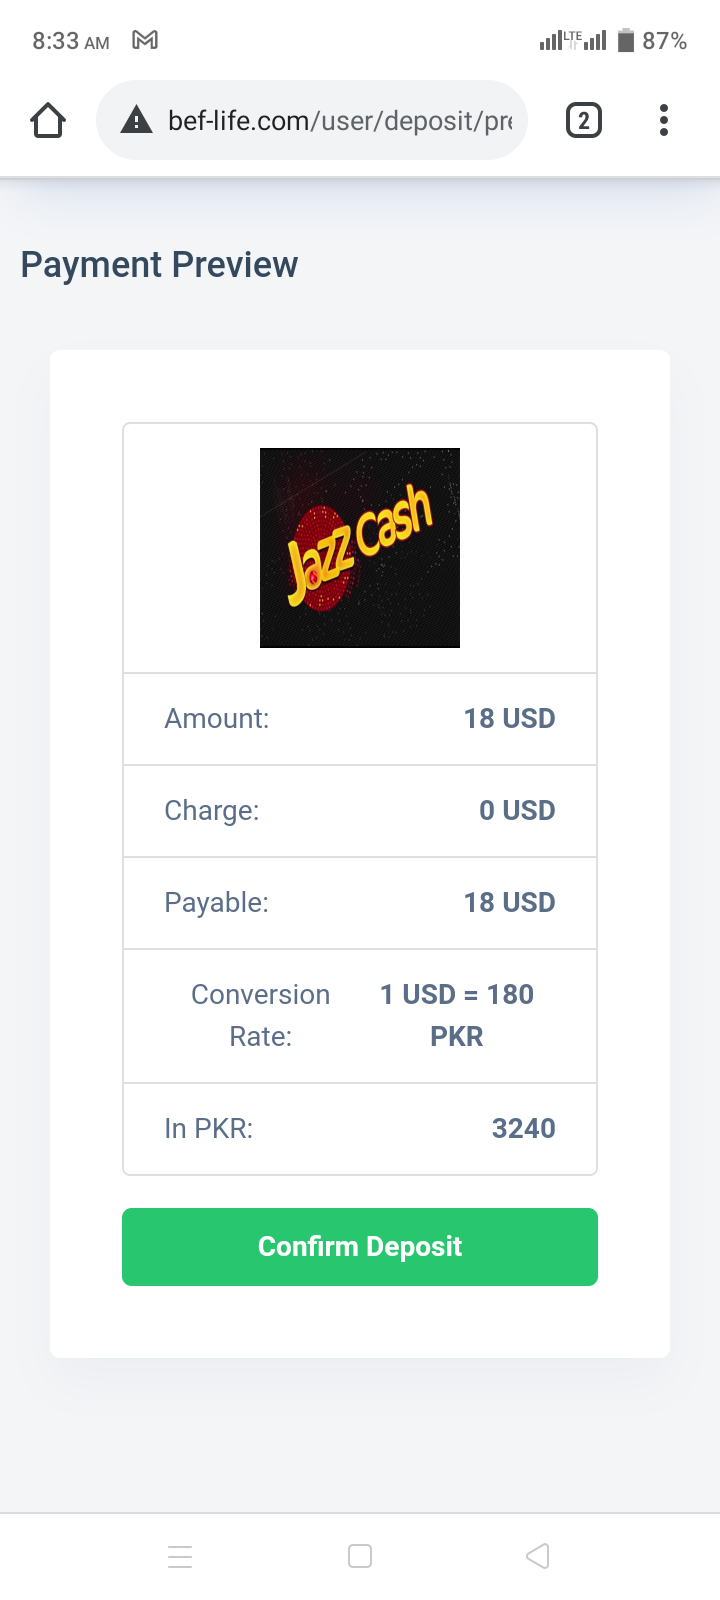 8:33 AM LTE 87%
bef-life.com/user/deposit/pre
2
Payment Preview
Jazz Cash
Amount: 18 USD
Charge: 0 USD
Payable: 18 USD
Conversion Rate: 1 USD = 180 PKR
In PKR: 3240
Confirm Deposit